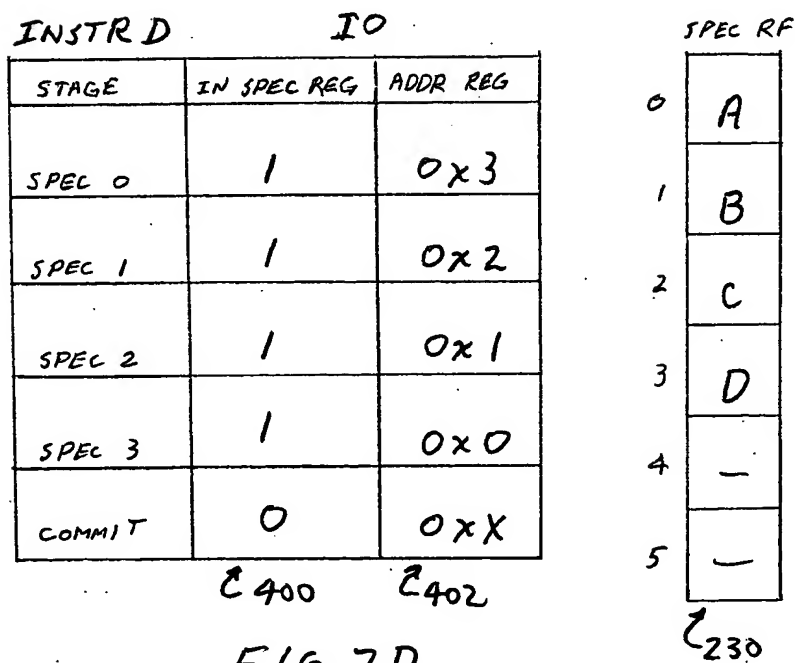 INSTR D IO SPEC RF
STAGE IN SPEC REG ADDR REG
0 A
SPEC 0 1 0x3
1 B
SPEC 1 1 0x2
2 C
SPEC 2 1 0x1
3 D
SPEC 3 1 0x0
4 —
COMMIT 0 0xX
5 —
400 402
230